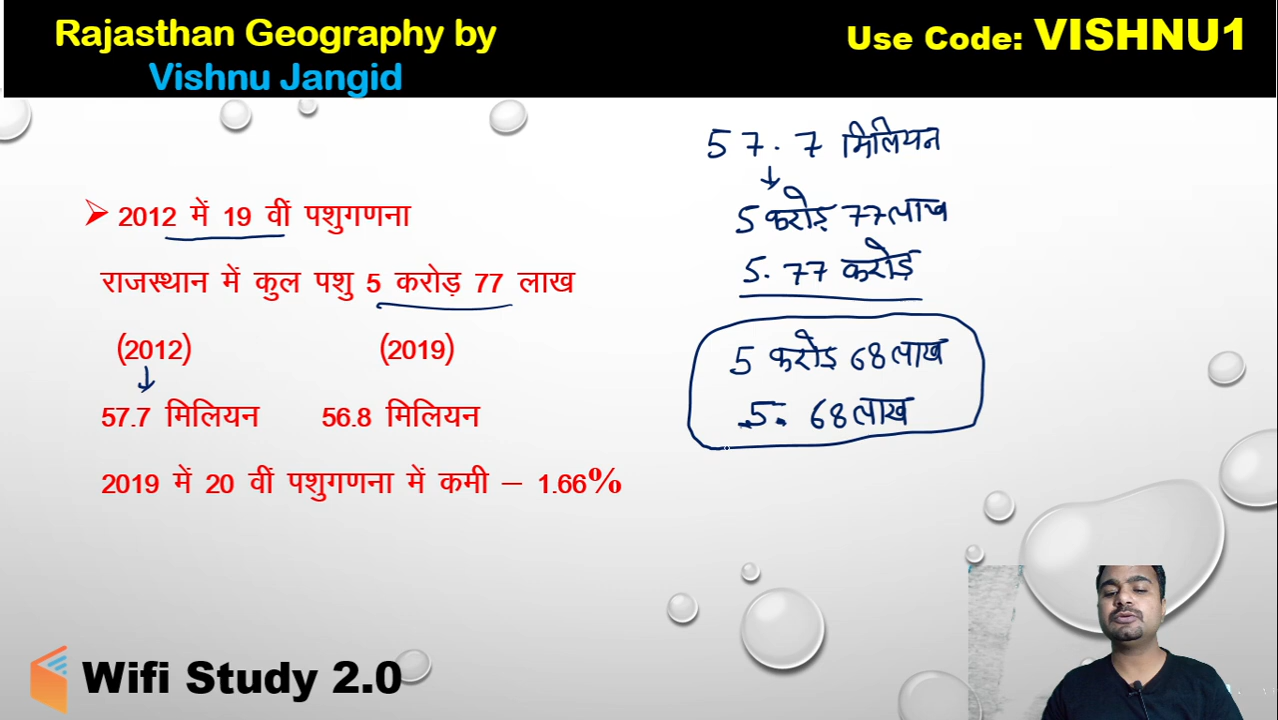 Rajasthan Geography by
Vishnu Jangid
Use Code: VISHNU1
➤ 2012 में 19 वीं पशुगणना
राजस्थान में कुल पशु 5 करोड़ 77 लाख
(2012) (2019)
57.7 मिलियन 56.8 मिलियन
2019 में 20 वीं पशुगणना में कमी – 1.66%
57.7 मिलियन
5 करोड़ 77 लाख
5.77 करोड़
5 करोड़ 68 लाख
5. 68 लाख
Wifi Study 2.0